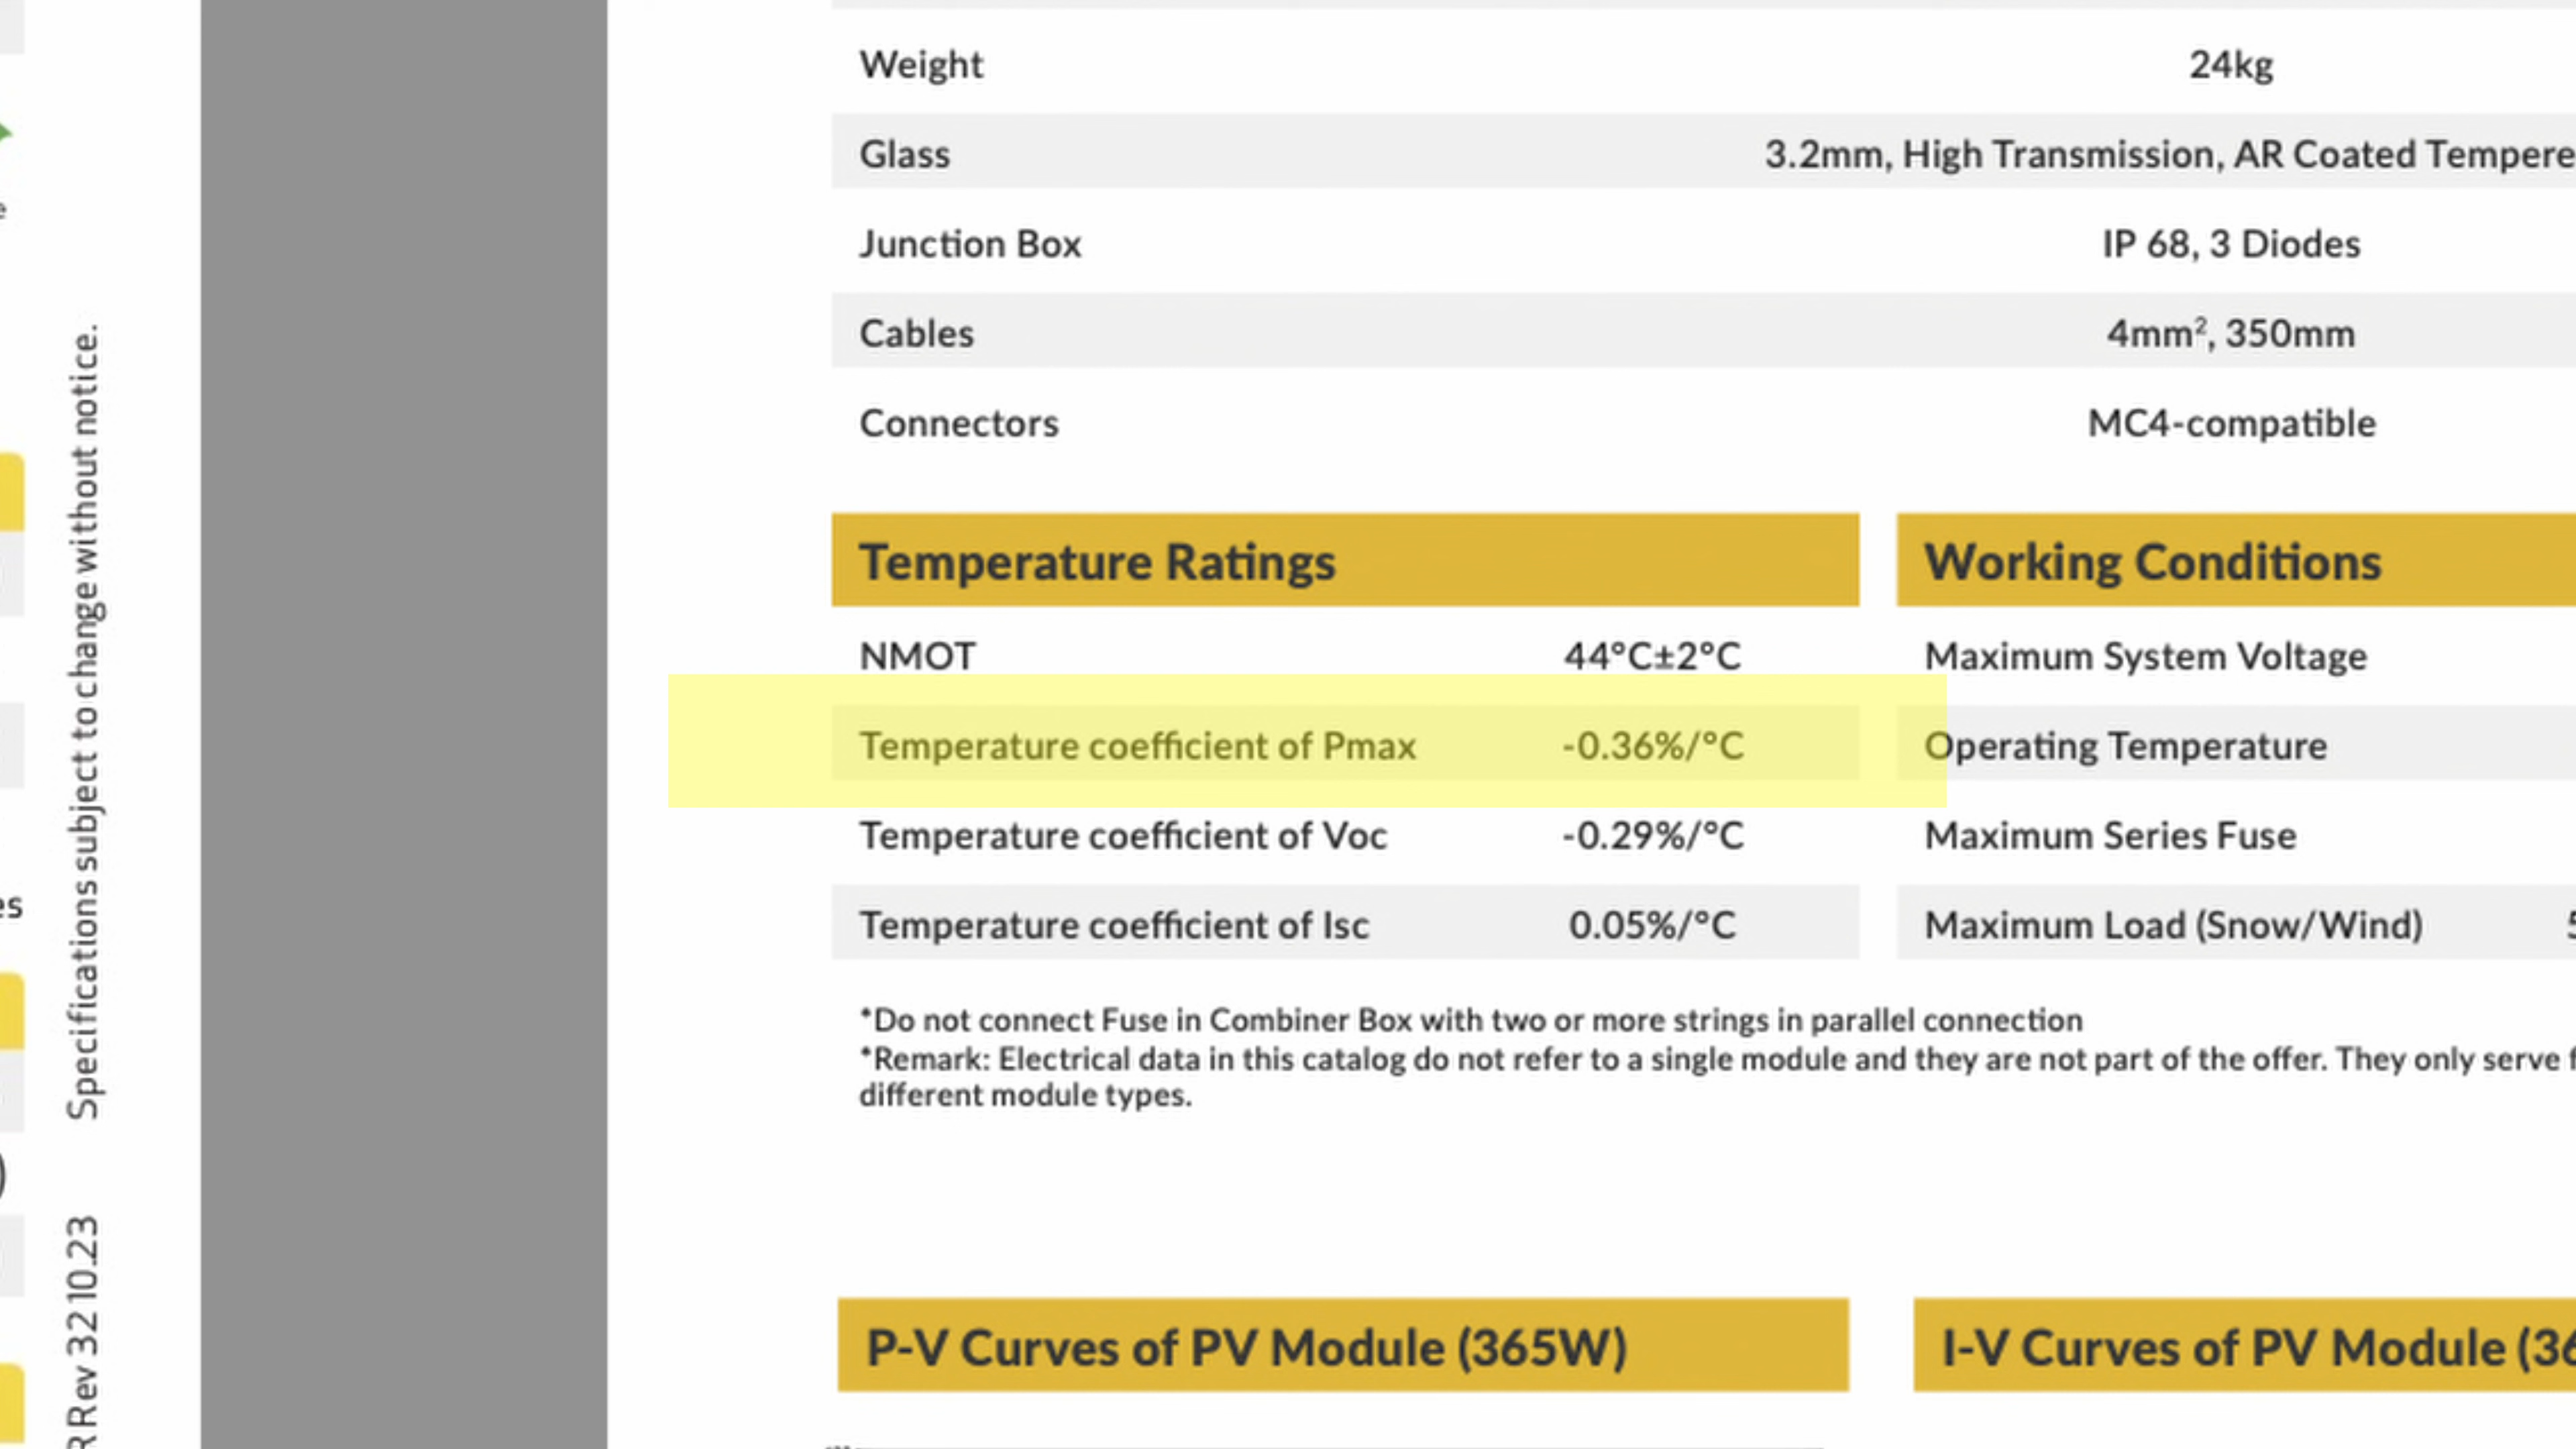 Weight 24kg
Glass 3.2mm, High Transmission, AR Coated
Junction Box IP 68, 3 Diodes
Cables 4mm², 350mm
Connectors MC4-compatible
Temperature Ratings
NMOT 44°C±2°C
Temperature coefficient of Pmax -0.36%/°C
Temperature coefficient of Voc -0.29%/°C
Temperature coefficient of Isc 0.05%/°C
Working Conditions
Maximum System Voltage
Operating Temperature
Maximum Series Fuse
Maximum Load (Snow/Wind)
*Do not connect Fuse in Combiner Box with two or more strings in parallel connection
*Remark: Electrical data in this catalog do not refer to a single module and they are not part of the offer. They only serve
different module types.
P-V Curves of PV Module (365W)
I-V Curves of PV Module
Specifications subject to change without notice.
Rev 32 10.23